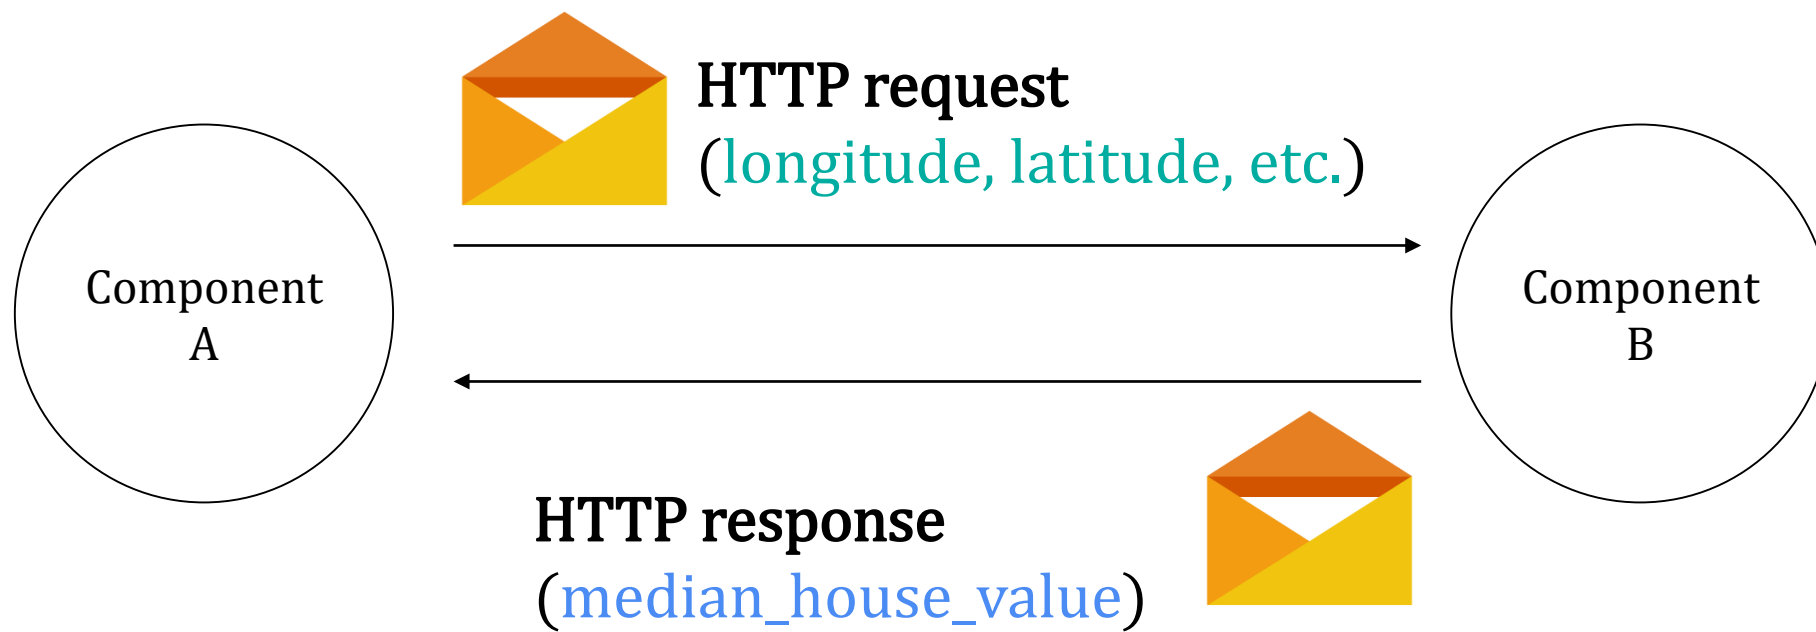 HTTP request
(longitude, latitude, etc.)
Component
A
Component
B
HTTP response
(median_house_value)